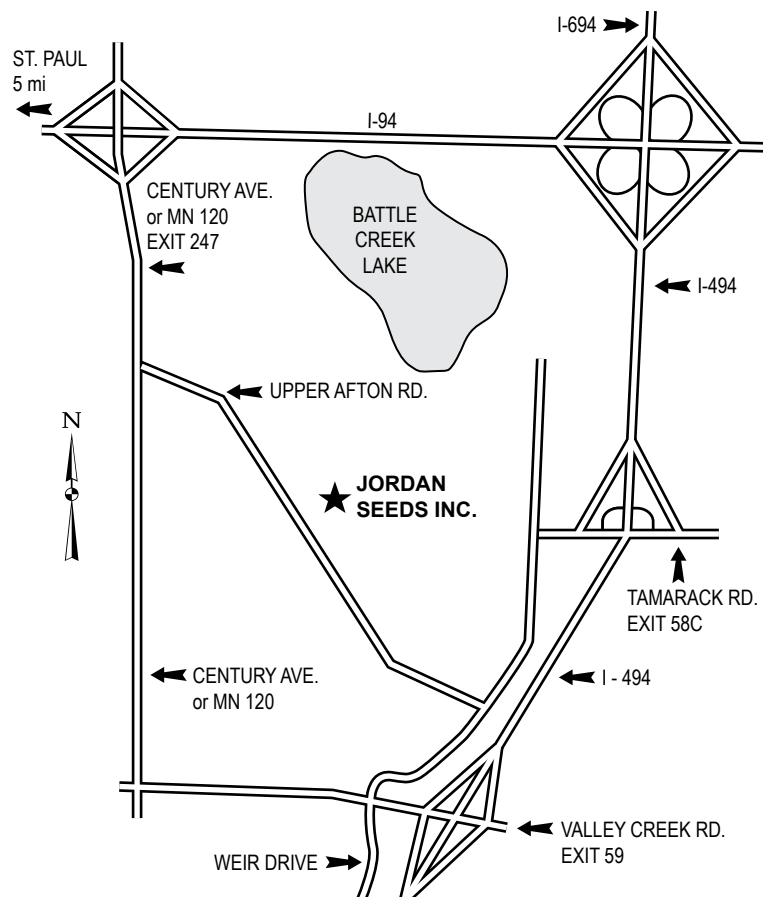 I-694
ST. PAUL
5 mi
I-94
CENTURY AVE.
or MN 120
EXIT 247
BATTLE
CREEK
LAKE
I-494
UPPER AFTON RD.
N
JORDAN
SEEDS INC.
TAMARACK RD.
EXIT 58C
CENTURY AVE.
or MN 120
I - 494
VALLEY CREEK RD.
EXIT 59
WEIR DRIVE